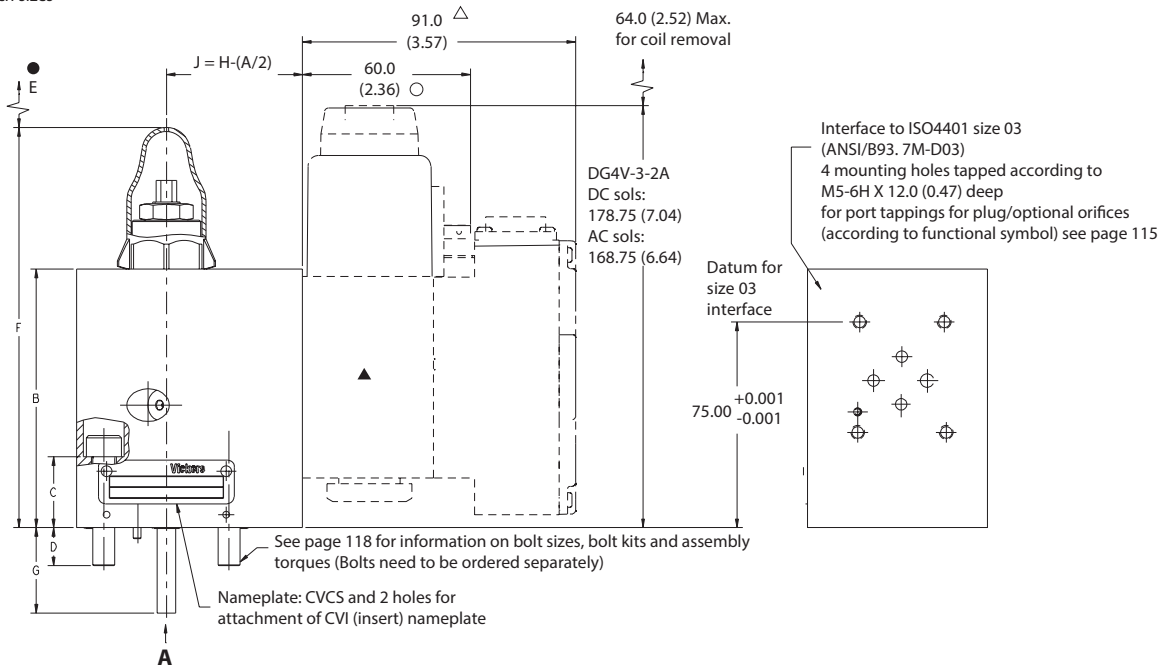 91.0
(3.57)
64.0 (2.52) Max.
for coil removal
J = H-(A/2)
60.0
(2.36)
E
Interface to ISO4401 size 03
(ANSI/B93. 7M-D03)
4 mounting holes tapped according to
M5-6H X 12.0 (0.47) deep
for port tappings for plug/optional orifices
(according to functional symbol) see page 115
DG4V-3-2A
DC sols:
178.75 (7.04)
AC sols:
168.75 (6.64)
Datum for
size 03
interface
F
B
75.00 +0.001
-0.001
Vickers
C
D
G
See page 118 for information on bolt sizes, bolt kits and assembly
torques (Bolts need to be ordered separately)
Nameplate: CVCS and 2 holes for
attachment of CVI (insert) nameplate
A